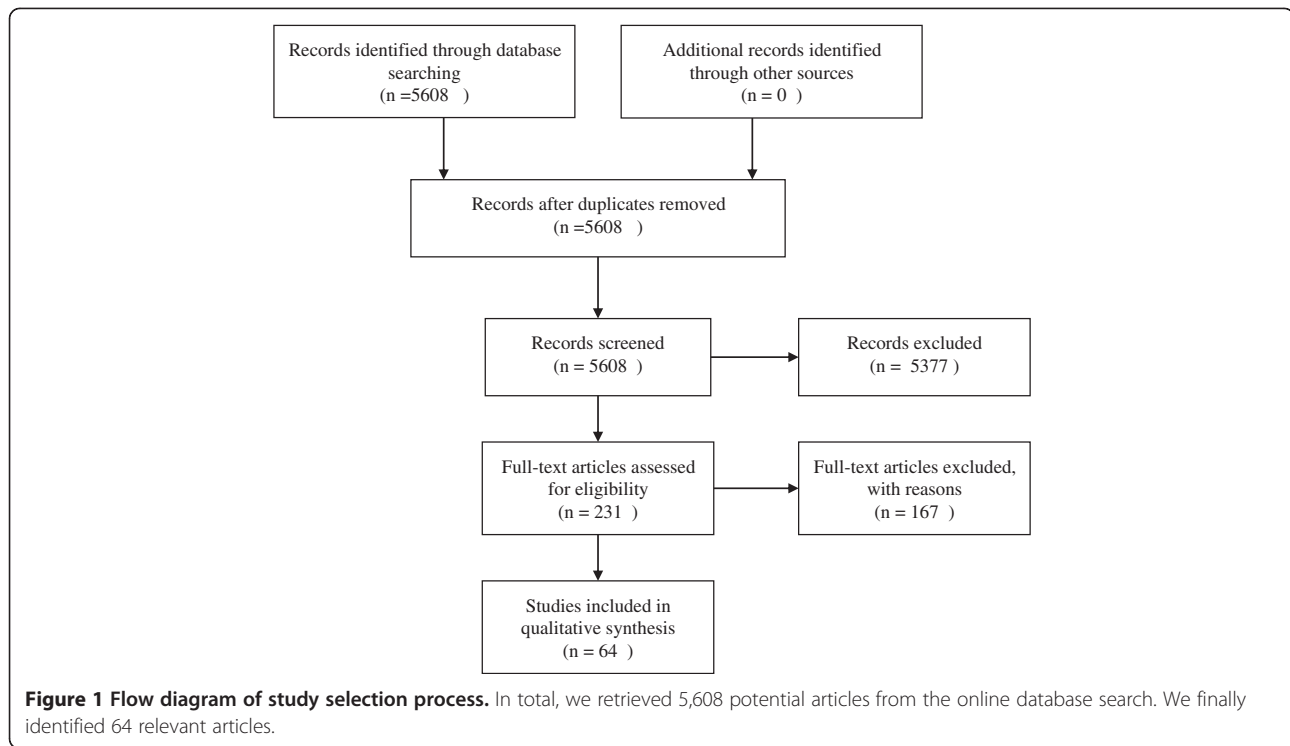 Records identified through database
searching
(n =5608 )
Additional records identified
through other sources
(n = 0 )
Records after duplicates removed
(n =5608 )
Records screened
(n = 5608 )
Records excluded
(n = 5377 )
Full-text articles assessed
for eligibility
(n = 231 )
Full-text articles excluded,
with reasons
(n = 167 )
Studies included in
qualitative synthesis
(n = 64 )
Figure 1 Flow diagram of study selection process. In total, we retrieved 5,608 potential articles from the online database search. We finally
identified 64 relevant articles.